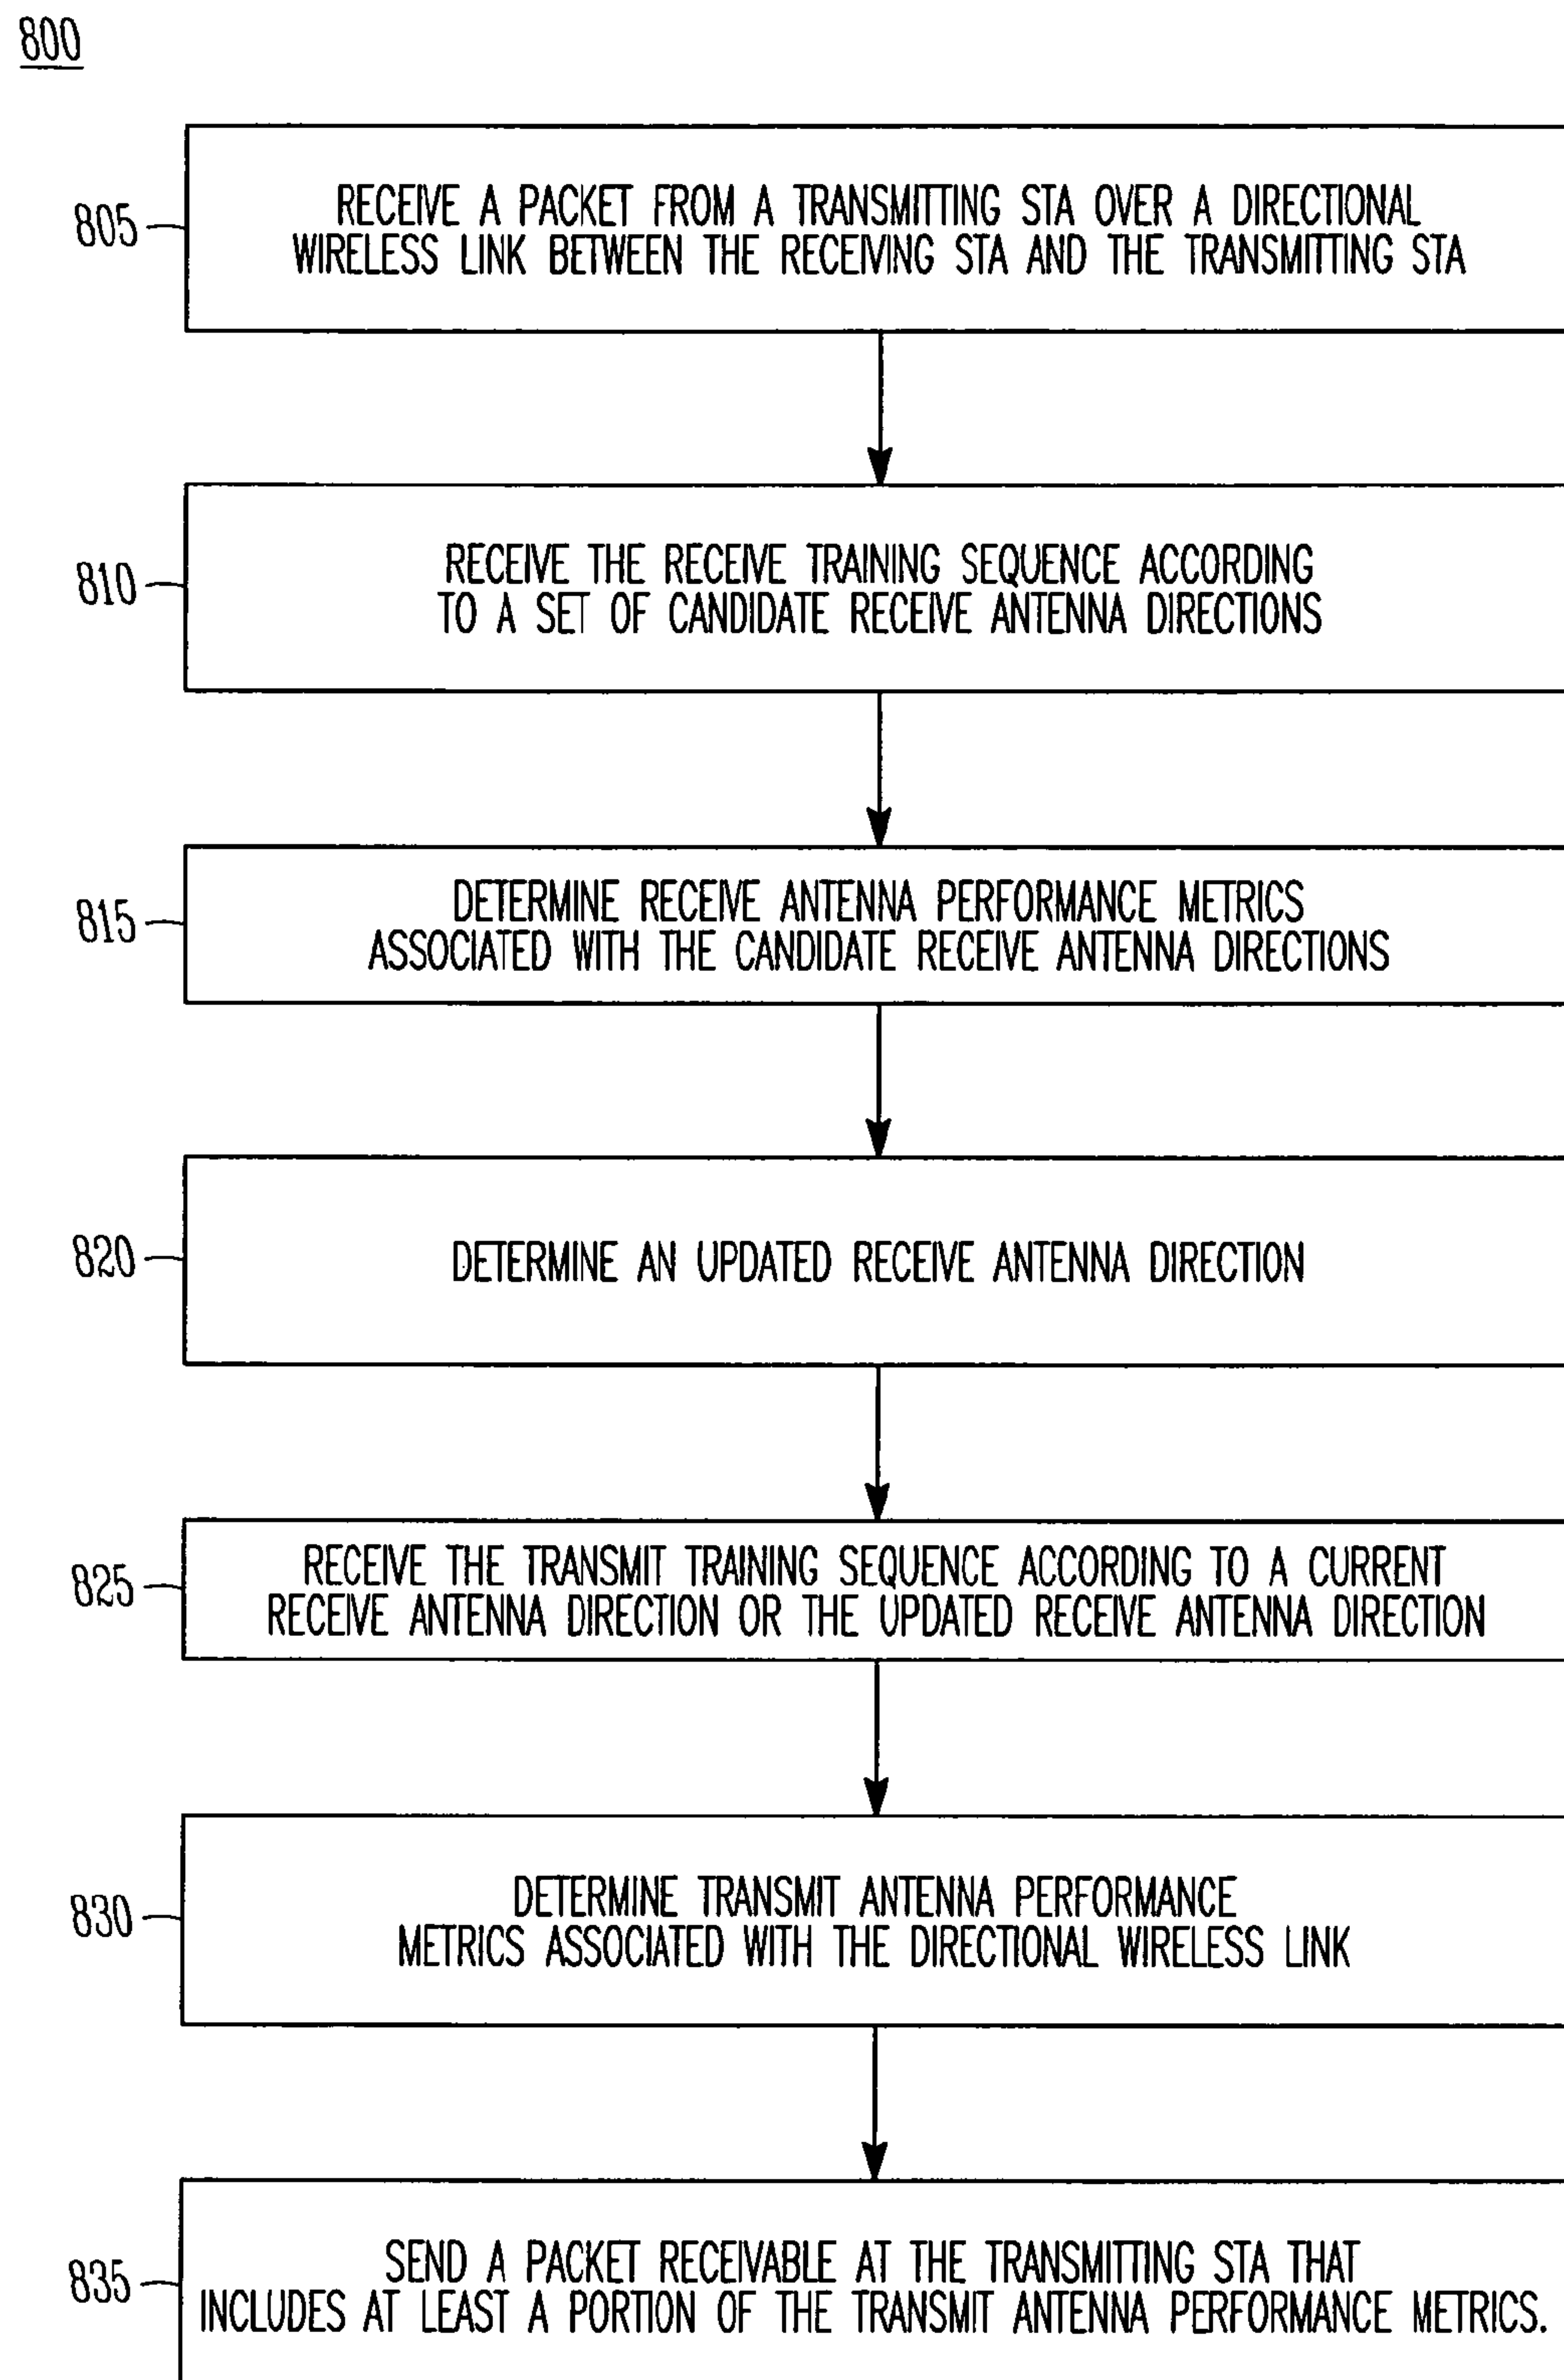 800
805
RECEIVE A PACKET FROM A TRANSMITTING STA OVER A DIRECTIONAL
WIRELESS LINK BETWEEN THE RECEIVING STA AND THE TRANSMITTING STA
810
RECEIVE THE RECEIVE TRAINING SEQUENCE ACCORDING
TO A SET OF CANDIDATE RECEIVE ANTENNA DIRECTIONS
815
DETERMINE RECEIVE ANTENNA PERFORMANCE METRICS
ASSOCIATED WITH THE CANDIDATE RECEIVE ANTENNA DIRECTIONS
820
DETERMINE AN UPDATED RECEIVE ANTENNA DIRECTION
825
RECEIVE THE TRANSMIT TRAINING SEQUENCE ACCORDING TO A CURRENT
RECEIVE ANTENNA DIRECTION OR THE UPDATED RECEIVE ANTENNA DIRECTION
830
DETERMINE TRANSMIT ANTENNA PERFORMANCE
METRICS ASSOCIATED WITH THE DIRECTIONAL WIRELESS LINK
835
SEND A PACKET RECEIVABLE AT THE TRANSMITTING STA THAT
INCLUDES AT LEAST A PORTION OF THE TRANSMIT ANTENNA PERFORMANCE METRICS.